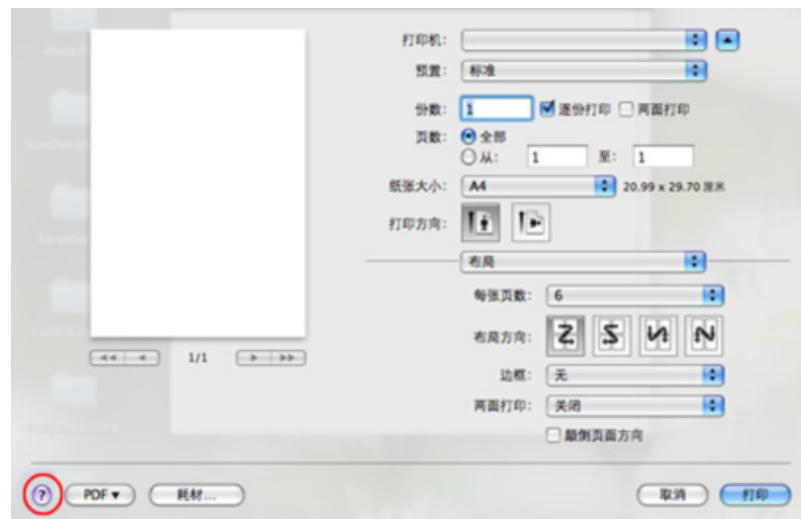 打印机:
预置: 标准
份数: 1 逐份打印 两面打印
页数: 全部
从: 1 至: 1
纸张大小: A4 20.99 x 29.70 厘米
打印方向:
布局
每张页数: 6
布局方向:
边框: 无
两面打印: 关闭
颠倒页面方向
1/1
? PDF 耗材... 取消 打印